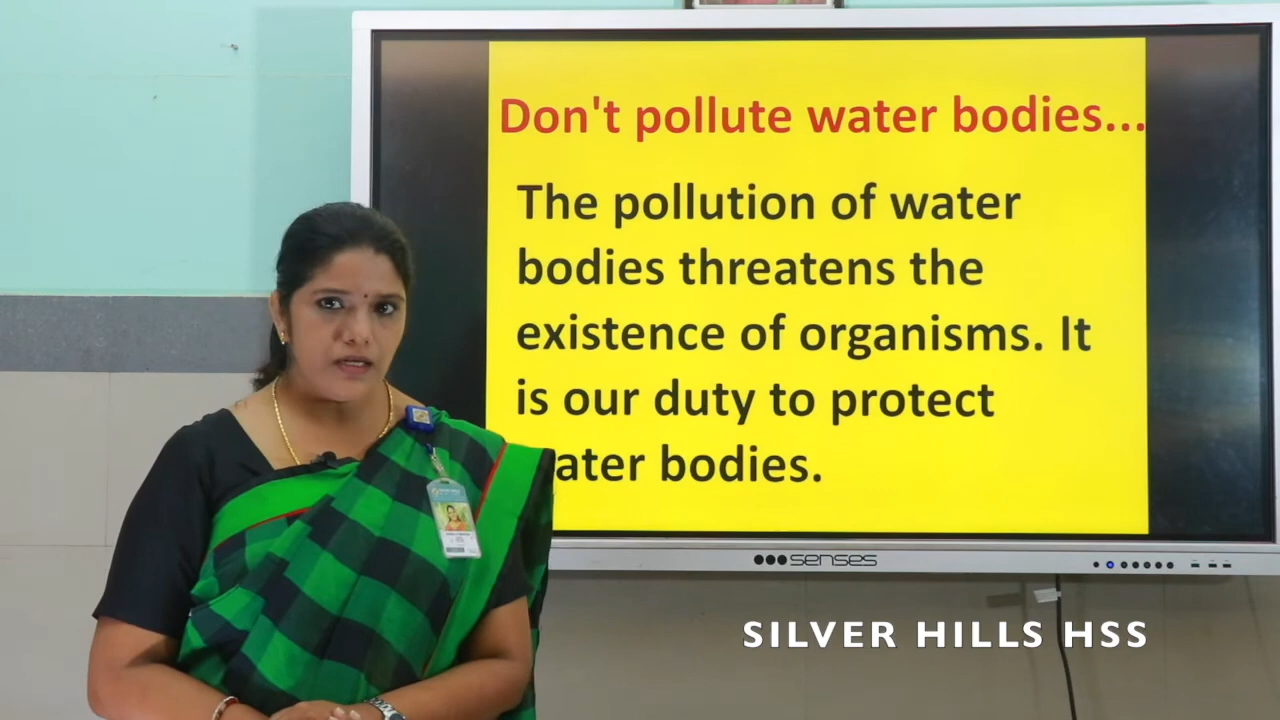 Don't pollute water bodies...
The pollution of water
bodies threatens the
existence of organisms. It
is our duty to protect
ater bodies.
senses
SILVER HILLS HSS